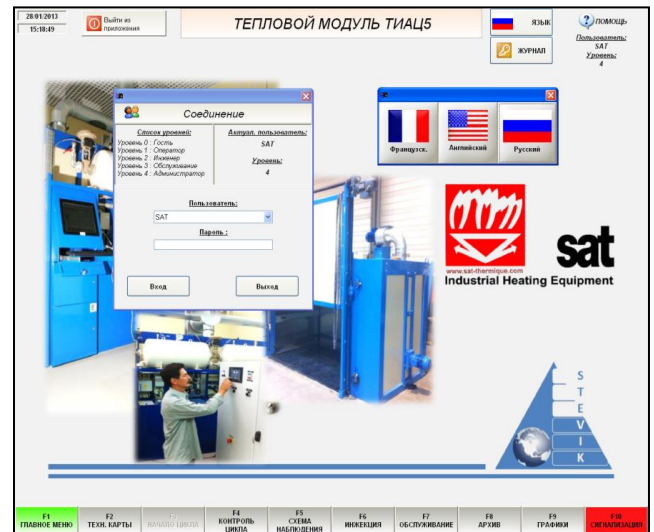 28/01/2013
15:18:49
Выйти из
приложения
ТЕПЛОВОЙ МОДУЛЬ ТИАЦ5
ЯЗЫК
ЖУРНАЛ
ПОМОЩЬ
Пользователь:
SAT
Уровень:
4
Соединение
Список уровней:
Уровень 0 : Гость
Уровень 1 : Оператор
Уровень 2 : Инженер
Уровень 3 : Обслуживание
Уровень 4 : Администратор
Актуал. пользователь:
SAT
Уровень:
4
Пользователь:
SAT
Пароль :
Вход
Выход
Французск.
Английский
Русский
www.sat-thermique.com
sat
Industrial Heating Equipment
S
T
E
V
I
K
F1
ГЛАВНОЕ МЕНЮ
F2
ТЕХН. КАРТЫ
F3
НАЧАЛО ЦИКЛА
F4
КОНТРОЛЬ
ЦИКЛА
F5
СХЕМА
НАБЛЮДЕНИЯ
F6
ИНЖЕКЦИЯ
F7
ОБСЛУЖИВАНИЕ
F8
АРХИВ
F9
ГРАФИКИ
F10
СИГНАЛИЗАЦИЯ